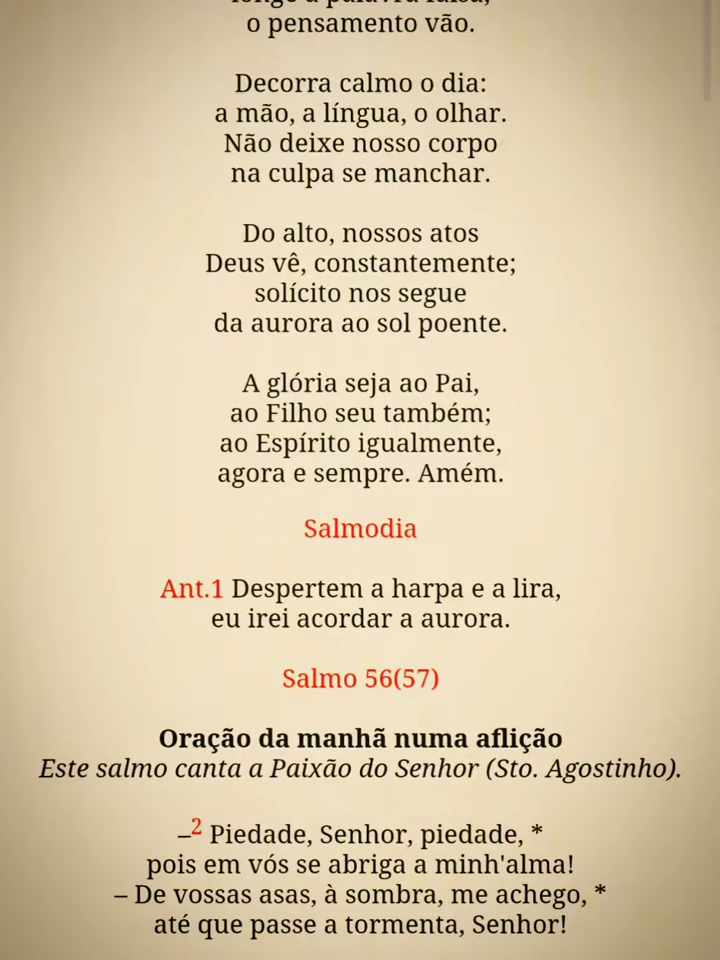 o pensamento vão.
Decorra calmo o dia:
a mão, a língua, o olhar.
Não deixe nosso corpo
na culpa se manchar.
Do alto, nossos atos
Deus vê, constantemente;
solícito nos segue
da aurora ao sol poente.
A glória seja ao Pai,
ao Filho seu também;
ao Espírito igualmente,
agora e sempre. Amém.
Salmodia
Ant.1 Despertem a harpa e a lira,
eu irei acordar a aurora.
Salmo 56(57)
Oração da manhã numa aflição
Este salmo canta a Paixão do Senhor (Sto. Agostinho).
–2 Piedade, Senhor, piedade, *
pois em vós se abriga a minh'alma!
– De vossas asas, à sombra, me achego, *
até que passe a tormenta, Senhor!